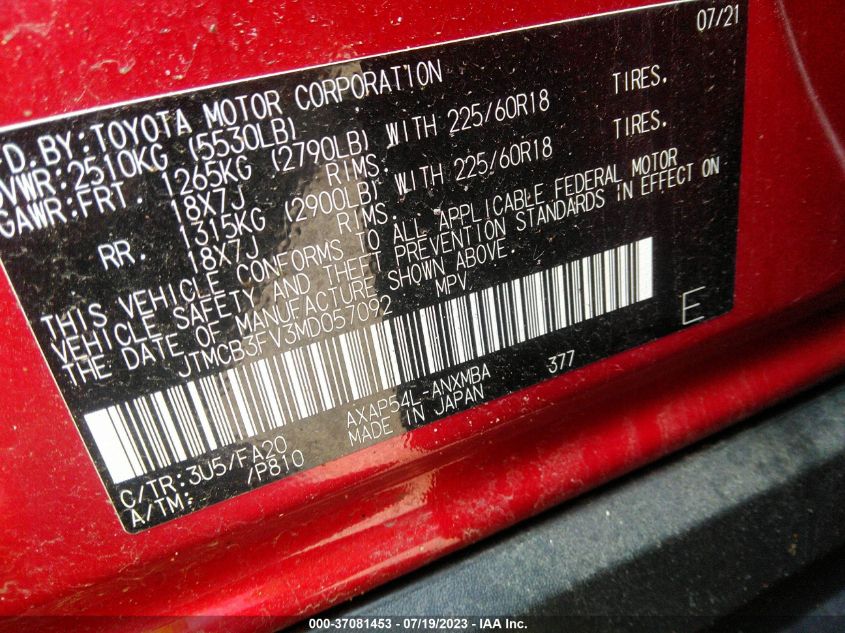 07/21
D.BY:TOYOTA MOTOR CORPORATION
VWR:2510KG (5530LB)
GAWR:FRT. 1265KG (2790LB) WITH 225/60R18 TIRES.
18X7J RIMS.
RR. 1315KG (2900LB) WITH 225/60R18 TIRES.
18X7J RIMS.
THIS VEHICLE CONFORMS TO ALL APPLICABLE FEDERAL MOTOR
VEHICLE SAFETY AND THEFT PREVENTION STANDARDS IN EFFECT ON
THE DATE OF MANUFACTURE SHOWN ABOVE.
JTMCB3FV3MD057092 MPV
E
C/TR:3U5/FA20 AXAP54L-ANXMBA 377
A/TM: /P810 MADE IN JAPAN
000-37081453 - 07/19/2023 - IAA Inc.